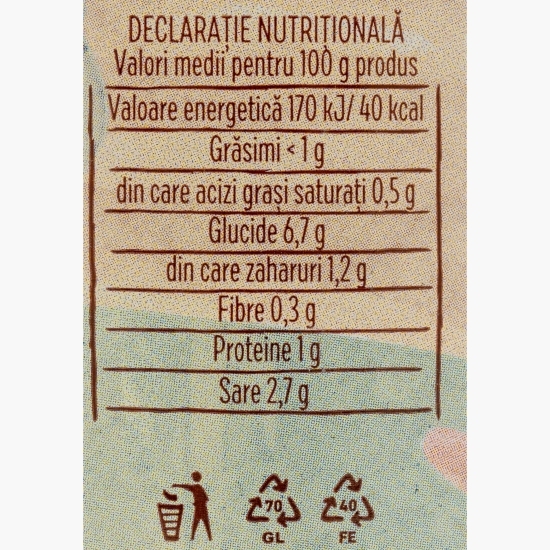 DECLARAȚIE NUTRIȚIONALĂ
Valori medii pentru 100 g produs
Valoare energetică 170 kJ/ 40 kcal
Grăsimi < 1 g
din care acizi grași saturați 0,5 g
Glucide 6,7 g
din care zaharuri 1,2 g
Fibre 0,3 g
Proteine 1 g
Sare 2,7 g
70 40
GL FE